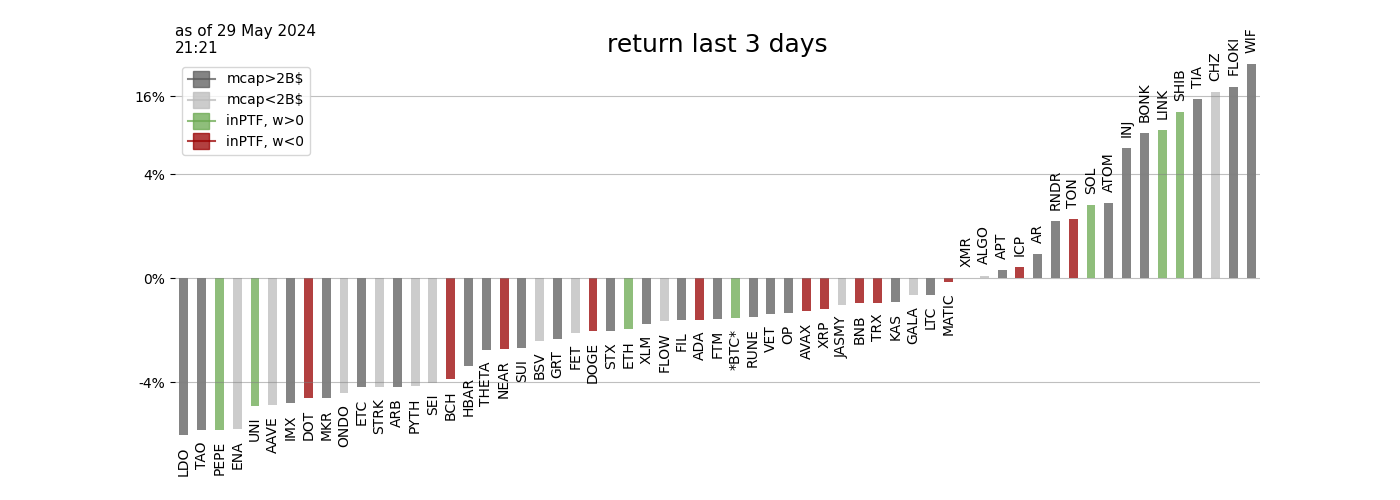 as of 29 May 2024
21:21
return last 3 days
mcap>2B$
mcap<2B$
inPTF, w>0
inPTF, w<0
16%
4%
0%
-4%
LDO
TAO
PEPE
ENA
UNI
AAVE
IMX
DOT
MKR
ONDO
ETC
STRK
ARB
PYTH
SEI
BCH
HBAR
THETA
NEAR
SUI
BSV
GRT
FET
DOGE
STX
ETH
XLM
FLOW
FIL
ADA
FTM
*BTC*
RUNE
VET
OP
AVAX
XRP
JASMY
BNB
TRX
KAS
GALA
LTC
MATIC
XMR
ALGO
APT
ICP
AR
RNDR
TON
SOL
ATOM
INJ
BONK
LINK
SHIB
TIA
CHZ
FLOKI
WIF